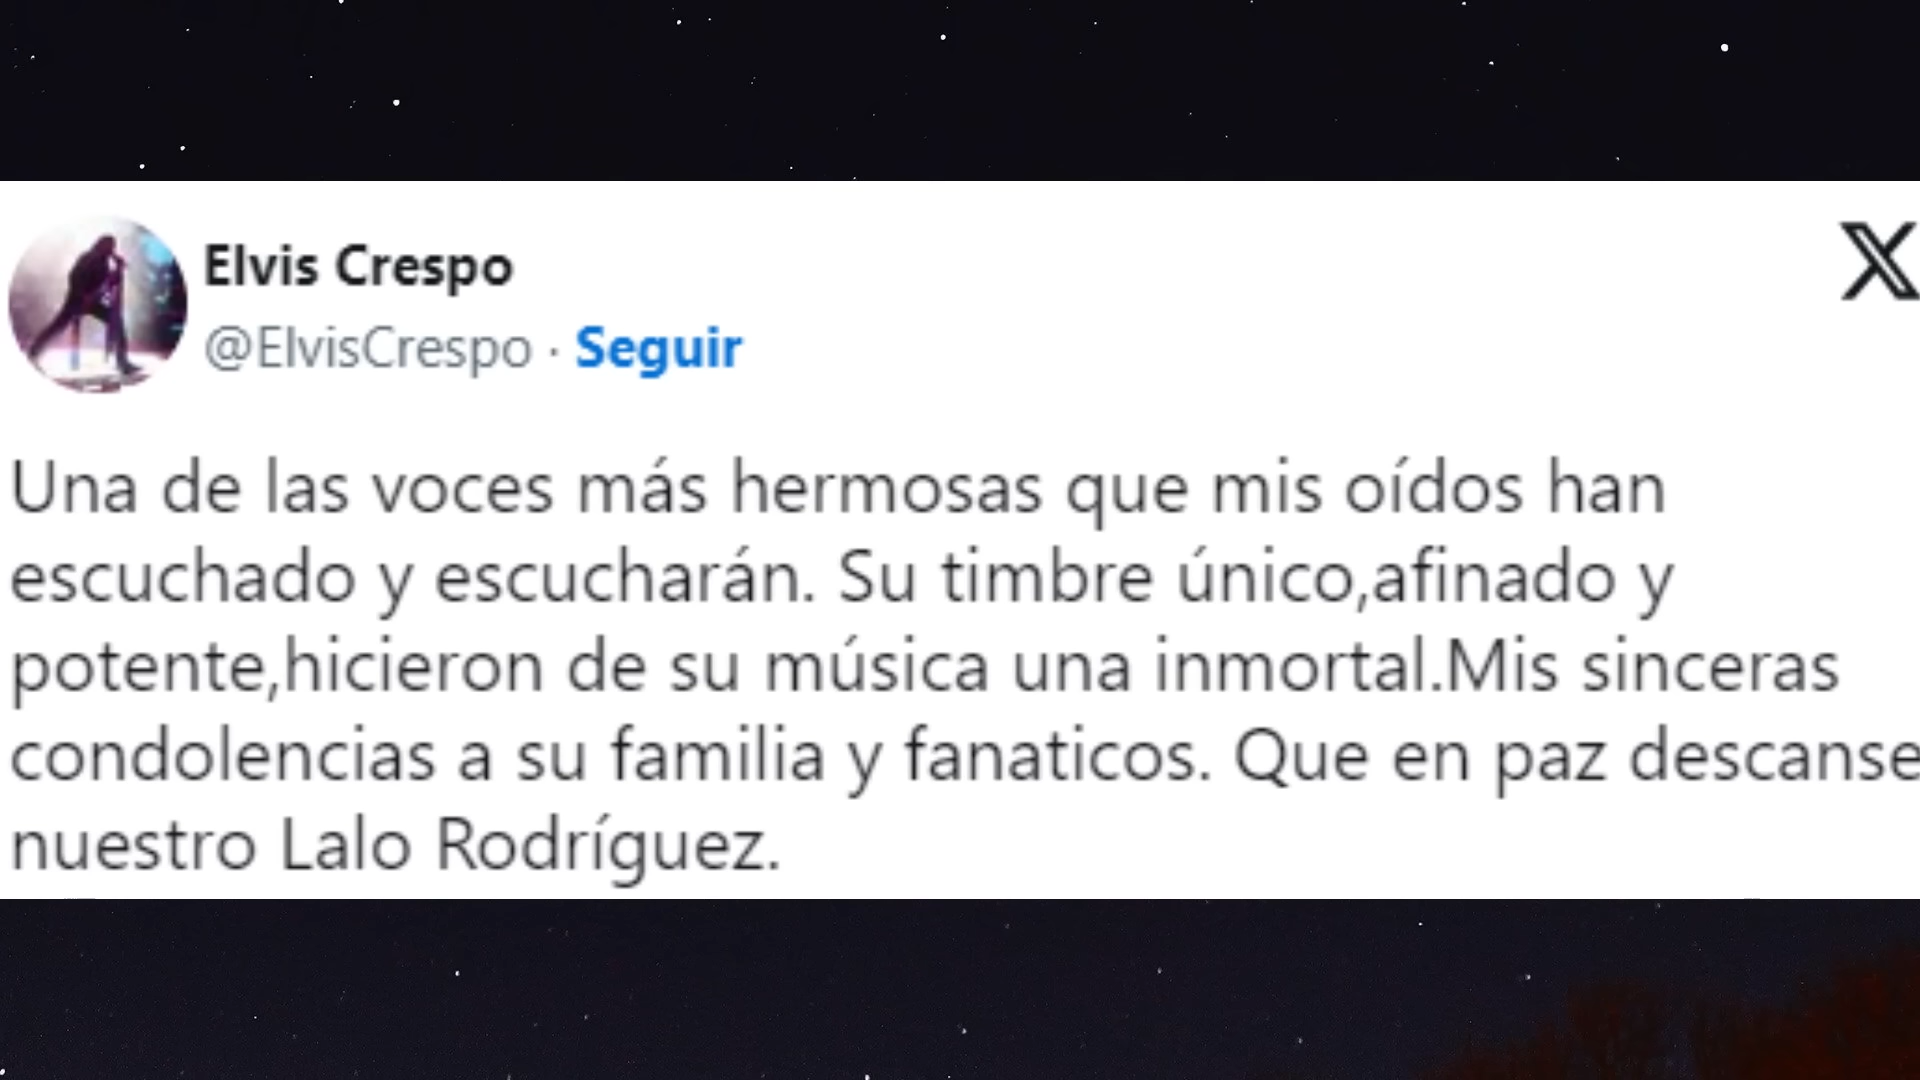 Elvis Crespo
@ElvisCrespo · Seguir
Una de las voces más hermosas que mis oídos han
escuchado y escucharán. Su timbre único,afinado y
potente,hicieron de su música una inmortal.Mis sinceras
condolencias a su familia y fanaticos. Que en paz descanse
nuestro Lalo Rodríguez.